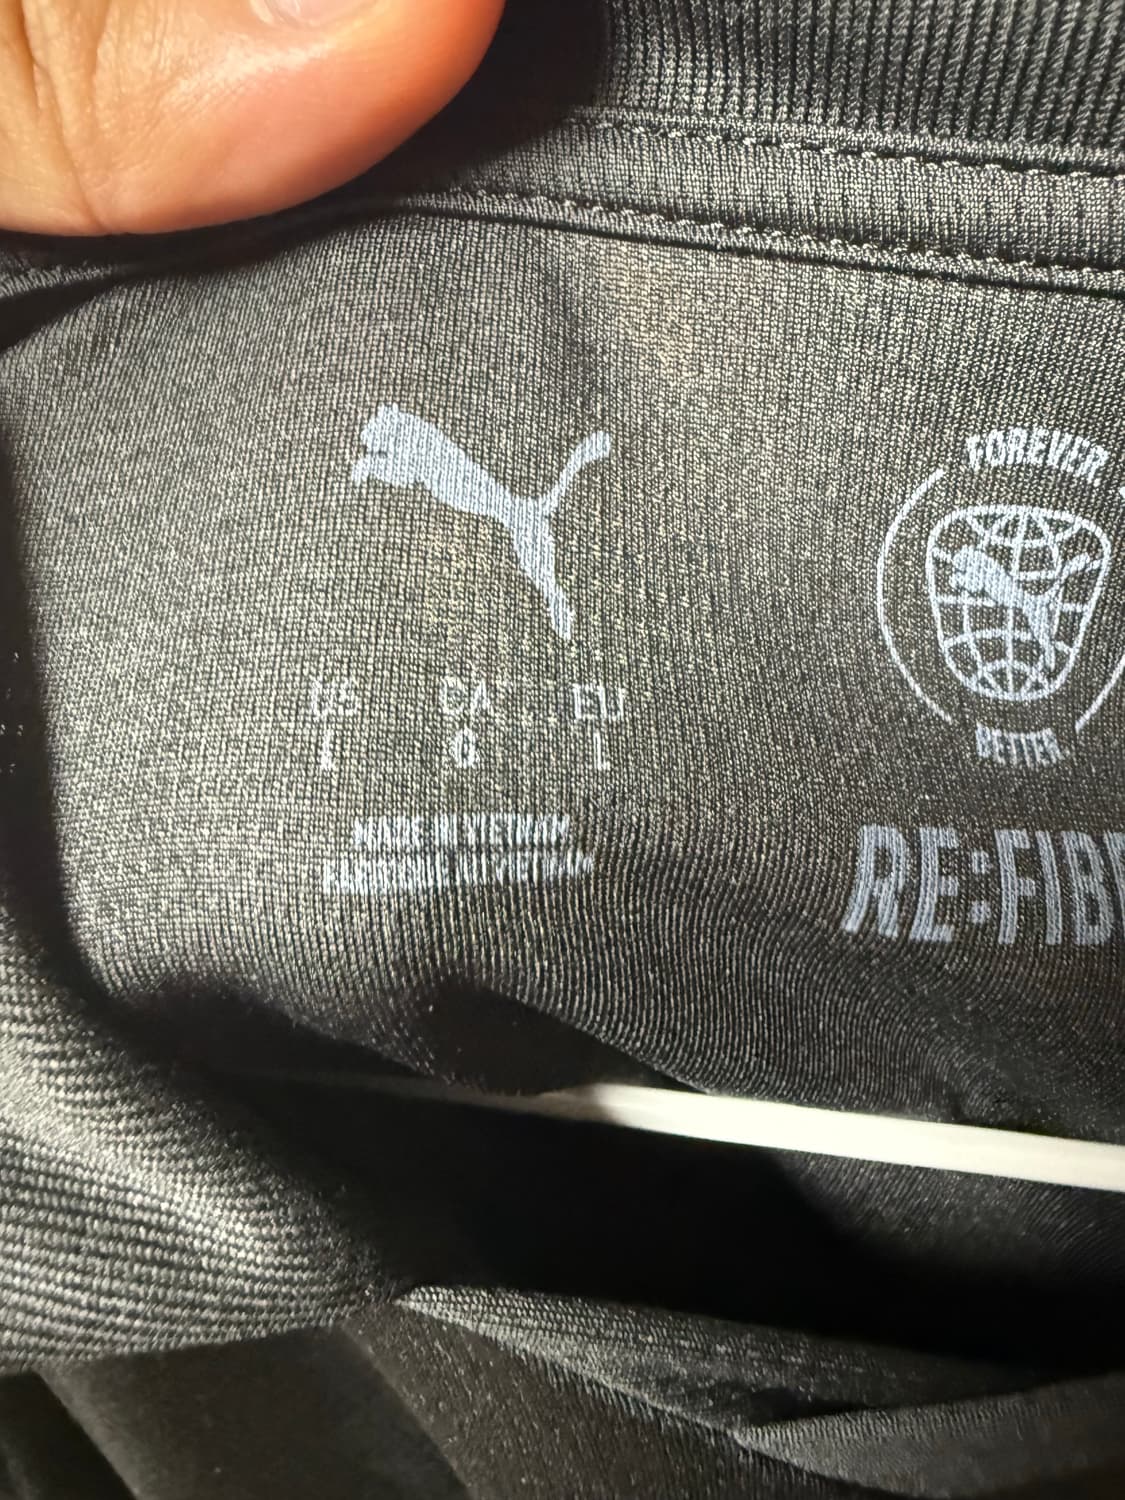 FOREVER
US CA EU
L G L
BETTER.
MADE IN VIETNAM
RE:FIB